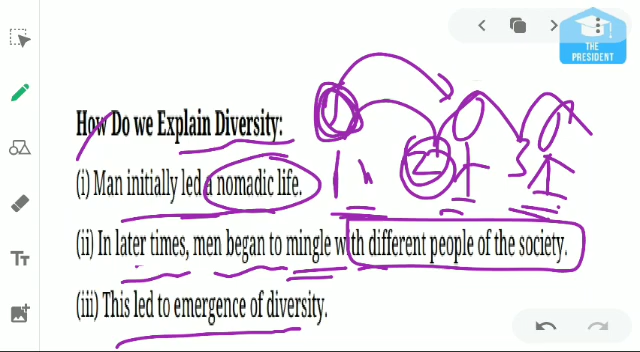 THE
PRESIDENT
How Do we Explain Diversity:
(i) Man initially led a nomadic life.
(ii) In later times, men began to mingle with different people of the society.
(iii) This led to emergence of diversity.